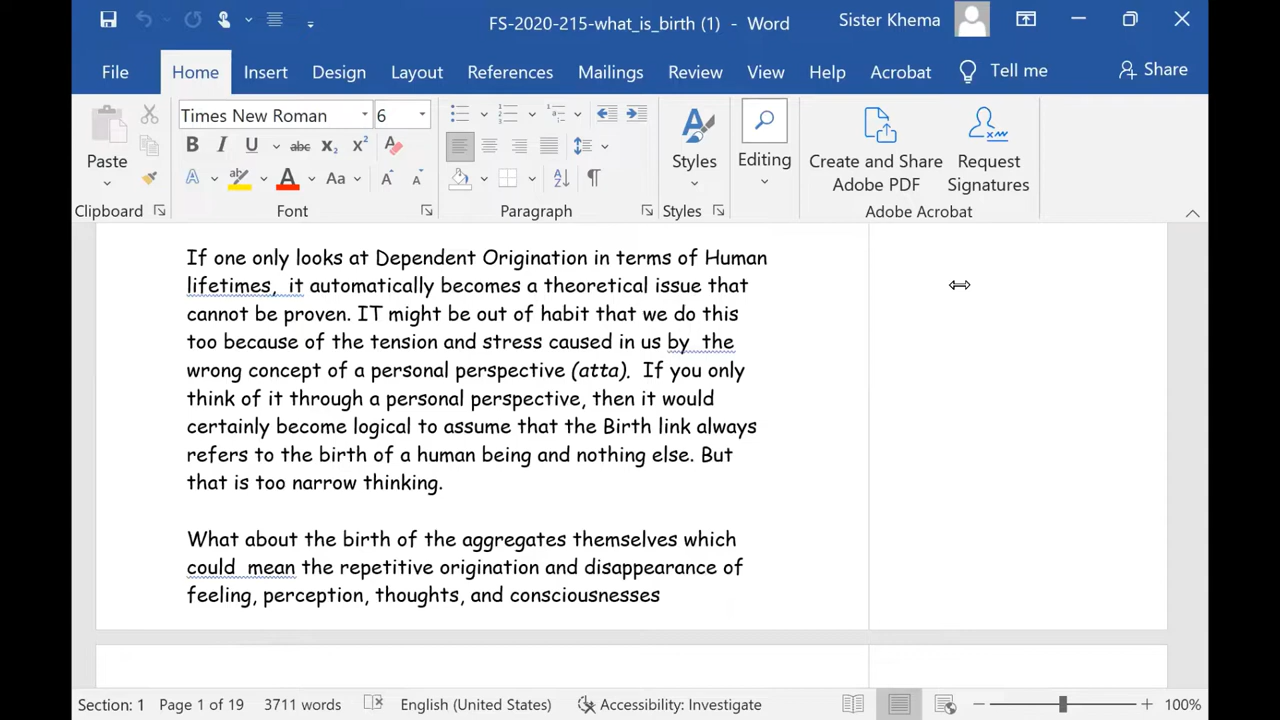 FS-2020-215-what_is_birth (1) - Word
Sister Khema
File Home Insert Design Layout References Mailings Review View Help Acrobat Tell me Share
Times New Roman 6
Paste
Styles
Editing
Create and Share Adobe PDF
Request Signatures
Clipboard Font Paragraph Styles Adobe Acrobat
If one only looks at Dependent Origination in terms of Human
lifetimes,  it automatically becomes a theoretical issue that
cannot be proven. IT might be out of habit that we do this
too because of the tension and stress caused in us by  the
wrong concept of a personal perspective (atta).  If you only
think of it through a personal perspective, then it would
certainly become logical to assume that the Birth link always
refers to the birth of a human being and nothing else. But
that is too narrow thinking.
What about the birth of the aggregates themselves which
could  mean the repetitive origination and disappearance of
feeling, perception, thoughts, and consciousnesses
Section: 1 Page 1 of 19 3711 words English (United States) Accessibility: Investigate 100%